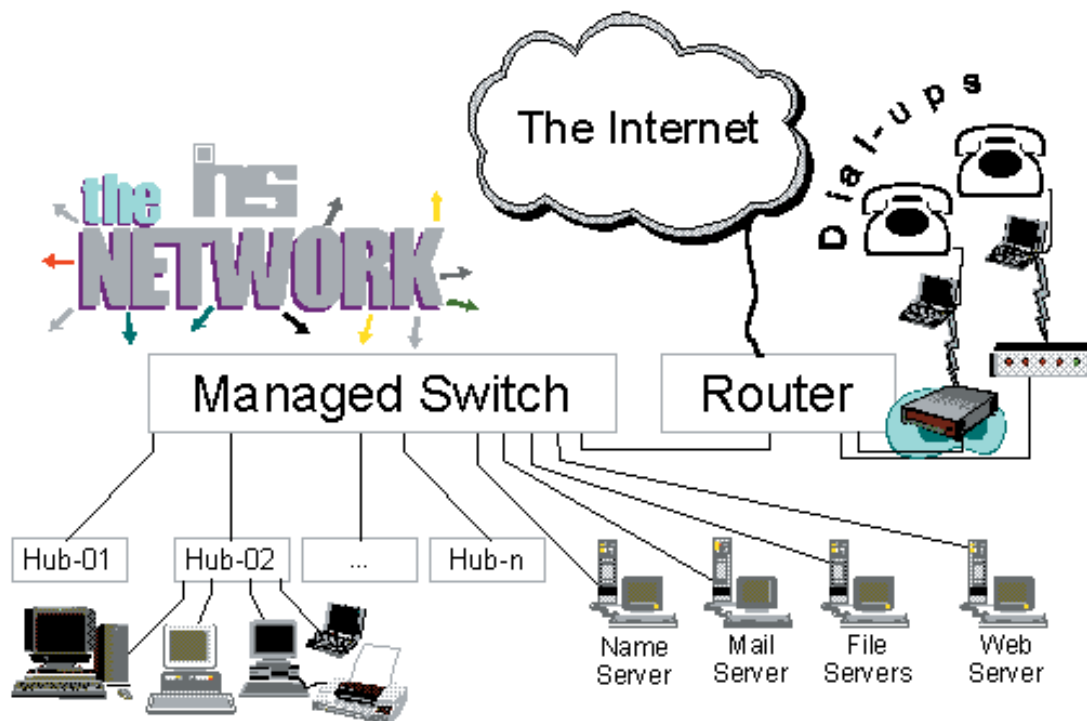 The Internet
Dial-ups
the ins
NETWORK
Managed Switch
Router
Hub-01
Hub-02
...
Hub-n
Name
Server
Mail
Server
File
Servers
Web
Server